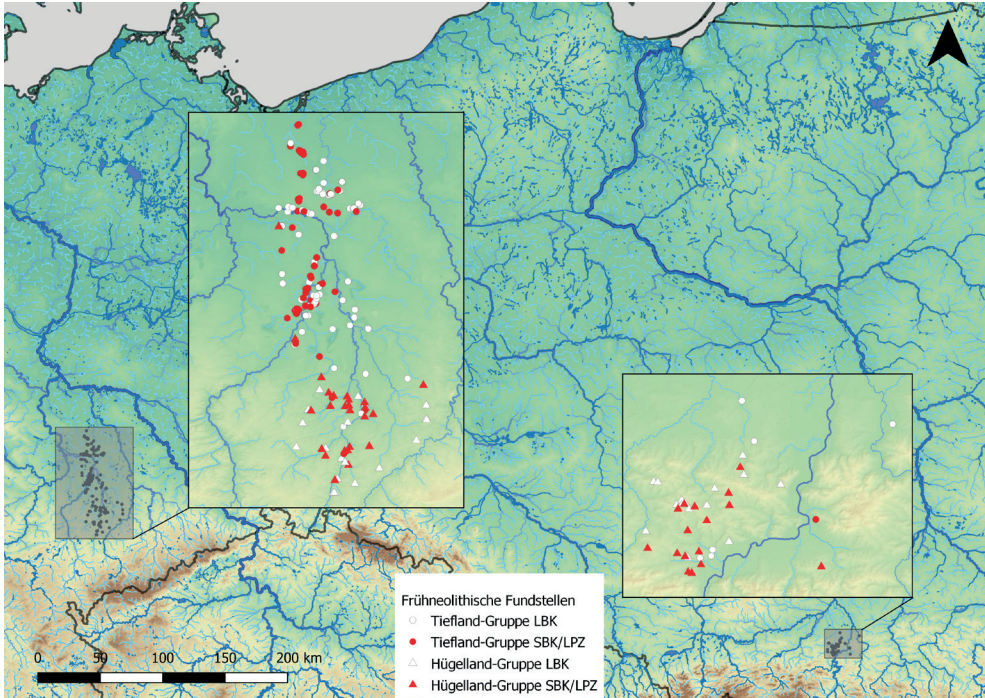 Frühneolithische Fundstellen
Tiefland-Gruppe LBK
Tiefland-Gruppe SBK/LPZ
Hügelland-Gruppe LBK
Hügelland-Gruppe SBK/LPZ
0 50 100 150 200 km